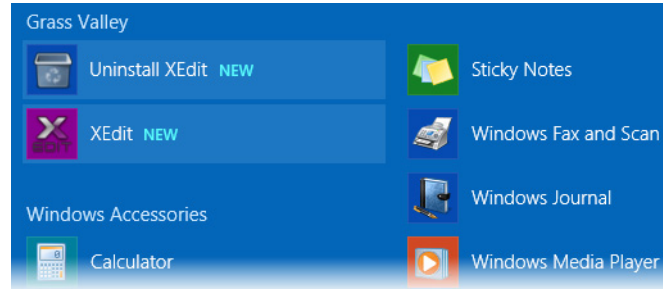 Grass Valley
Uninstall XEdit NEW
XEdit NEW
Windows Accessories
Calculator
Sticky Notes
Windows Fax and Scan
Windows Journal
Windows Media Player